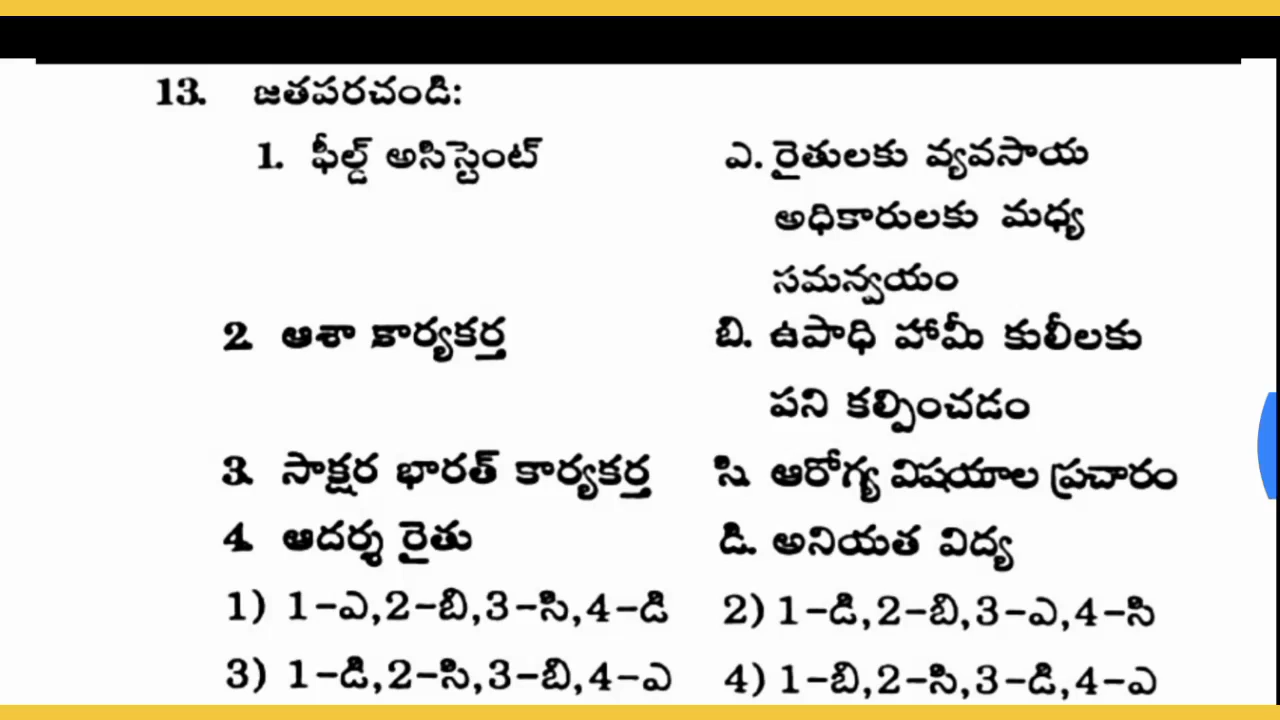 13. జతపరచండి:
1. ఫీల్డ్ అసిస్టెంట్ ఎ. రైతులకు వ్యవసాయ
అధికారులకు మధ్య
సమన్వయం
2. ఆశా కార్యకర్త బి. ఉపాధి హామీ కులీలకు
పని కల్పించడం
3. సాక్షర భారత్ కార్యకర్త సి. ఆరోగ్య విషయాల ప్రచారం
4. ఆదర్శ రైతు డి. అనియత విద్య
1) 1-ఎ,2-బి,3-సి,4-డి 2) 1-డి,2-బి,3-ఎ,4-సి
3) 1-డి,2-సి,3-బి,4-ఎ 4) 1-బి,2-సి,3-డి,4-ఎ